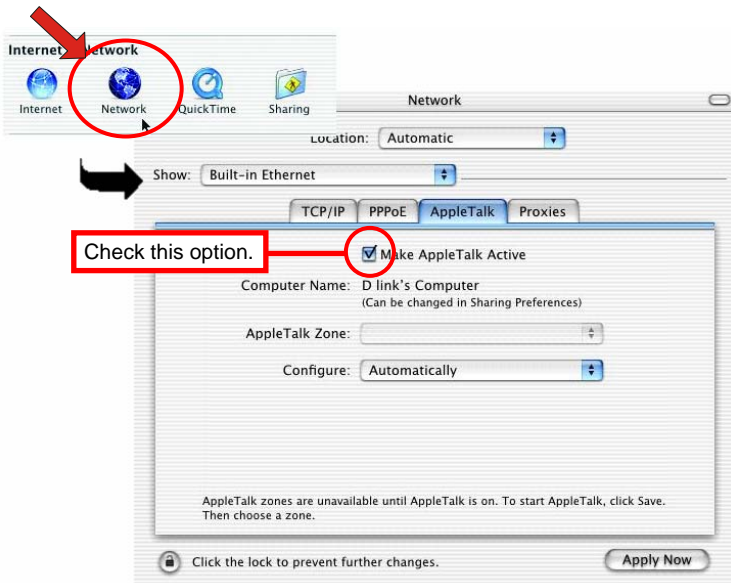 Internet Network
Internet
Network
QuickTime
Sharing
Network
Location: Automatic
Show: Built-in Ethernet
TCP/IP PPPoE AppleTalk Proxies
Check this option.
Make AppleTalk Active
Computer Name: D link's Computer
(Can be changed in Sharing Preferences)
AppleTalk Zone:
Configure: Automatically
AppleTalk zones are unavailable until AppleTalk is on. To start AppleTalk, click Save.
Then choose a zone.
Click the lock to prevent further changes.
Apply Now